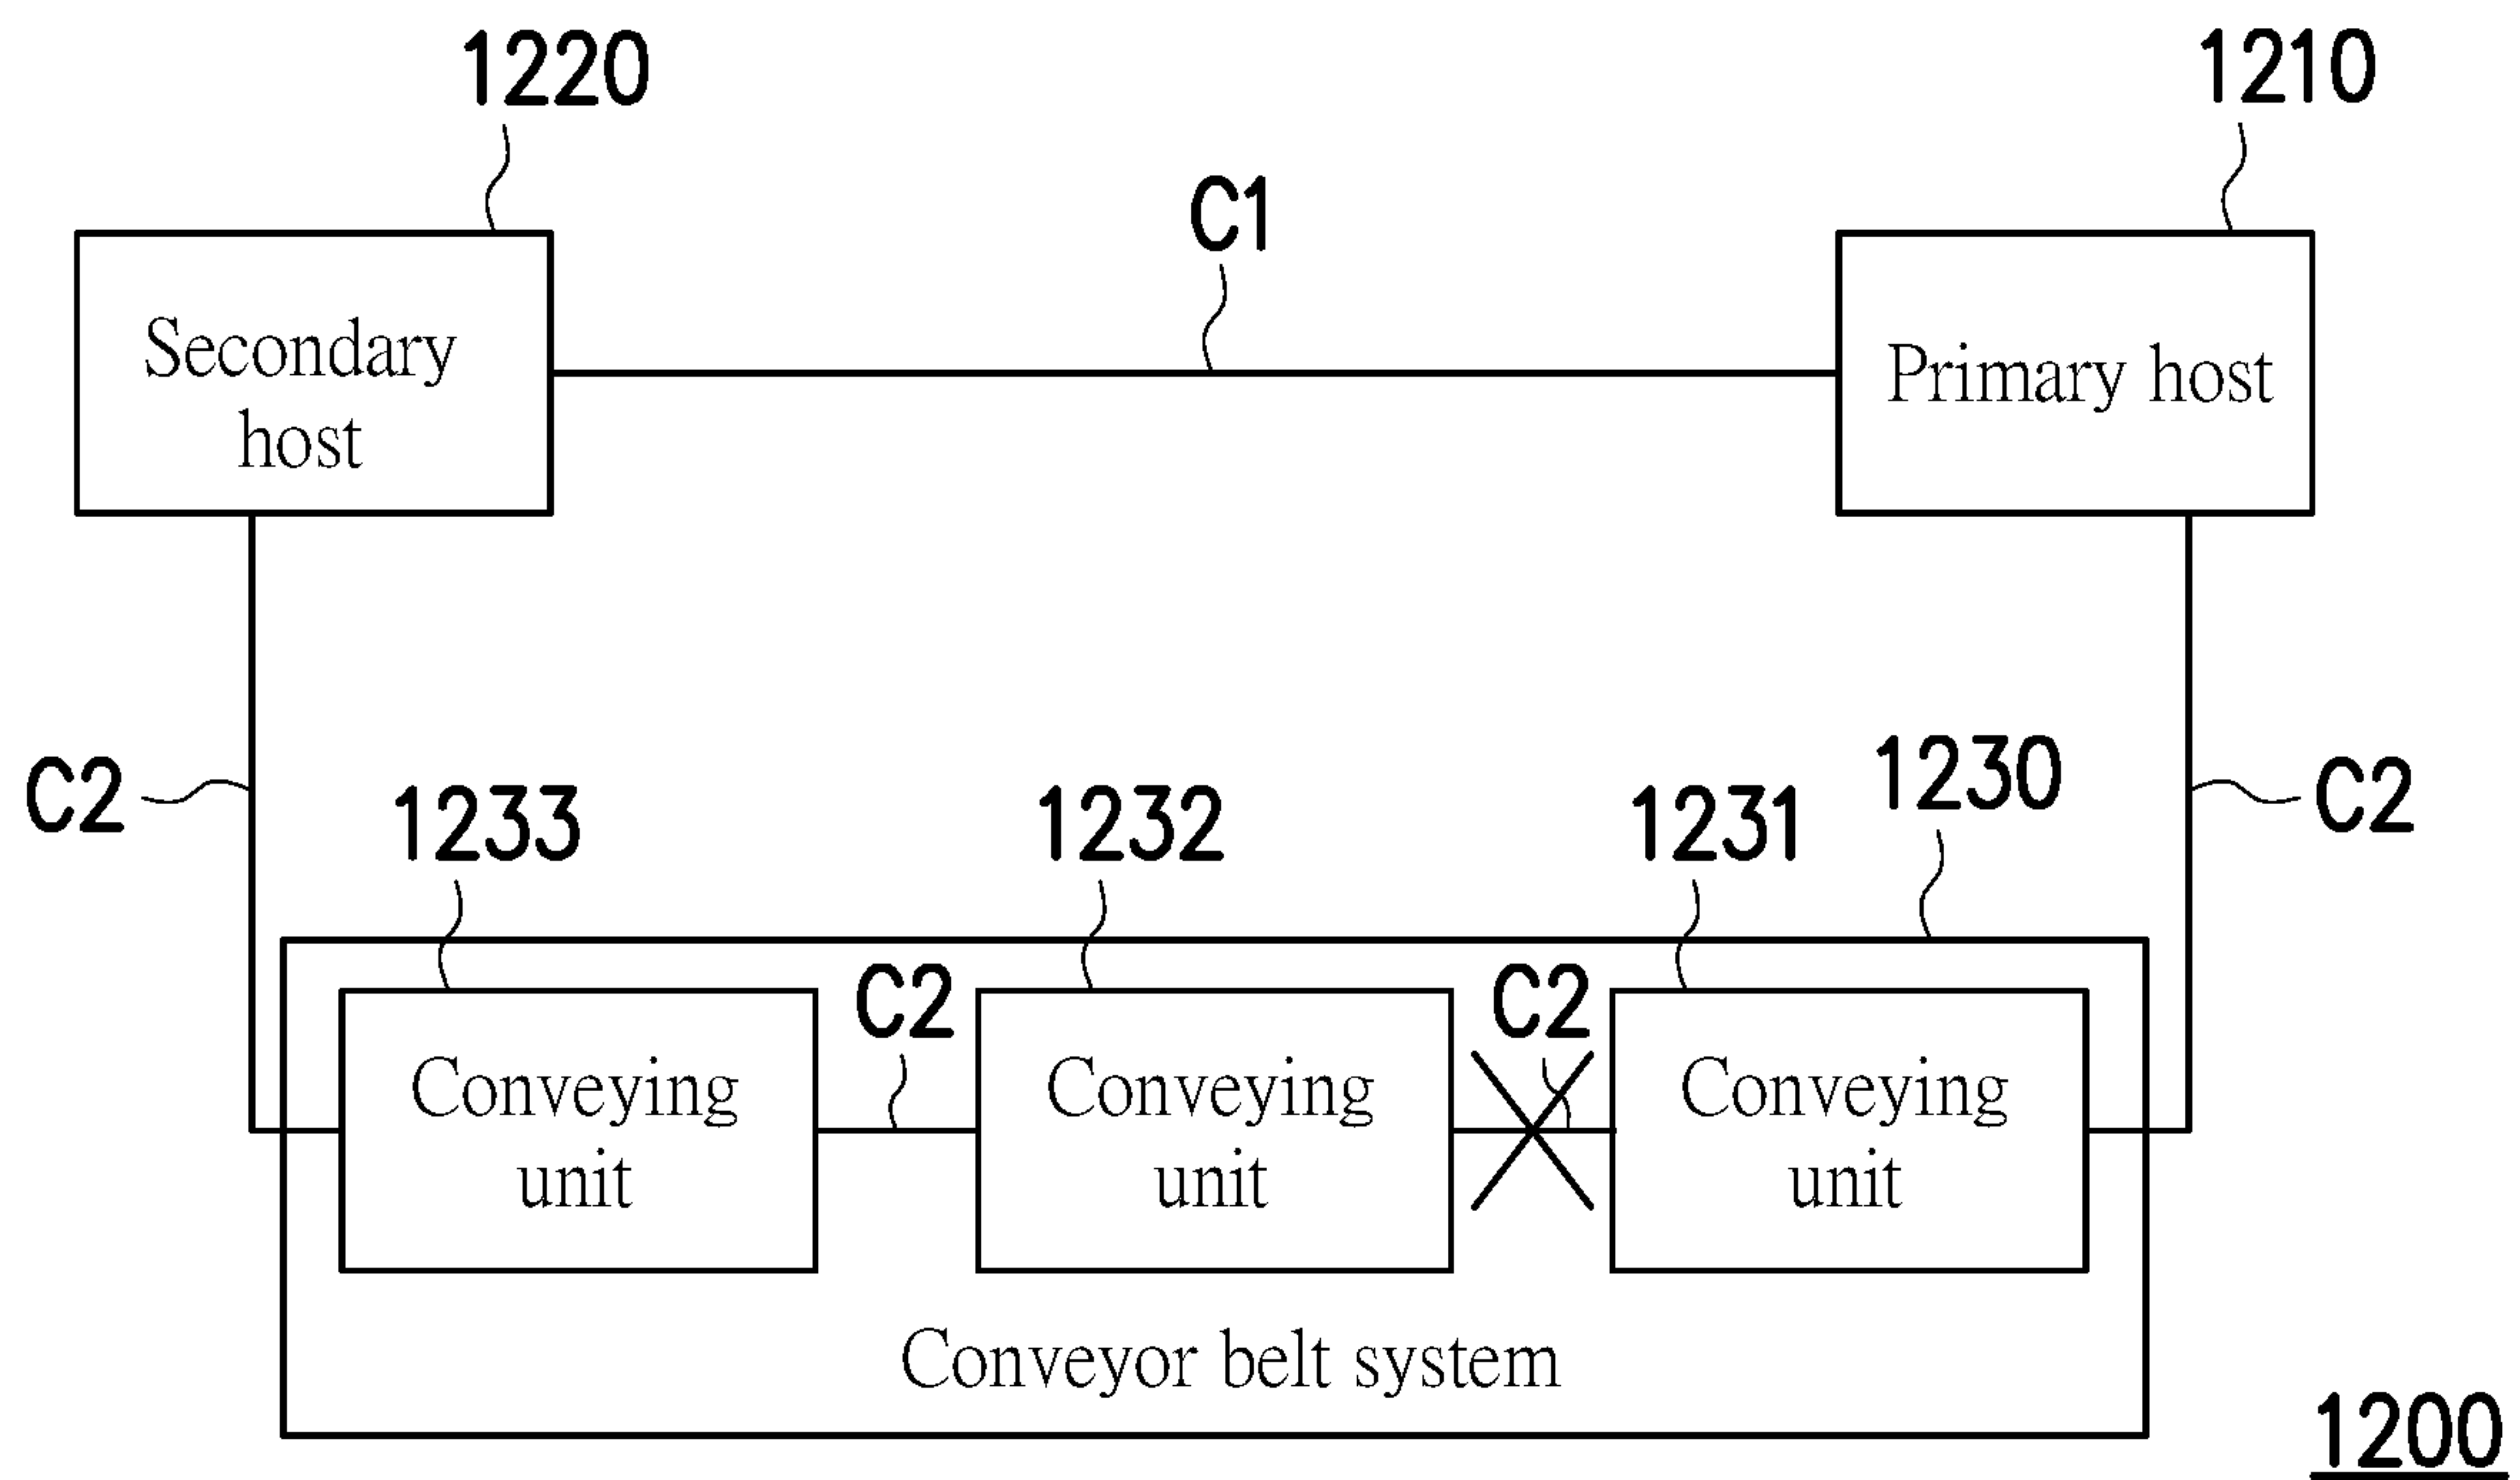 1220
1210
C1
Secondary
host
Primary host
C2
1233
1232
1231
1230
C2
C2
C2
Conveying
unit
Conveying
unit
Conveying
unit
Conveyor belt system
1200